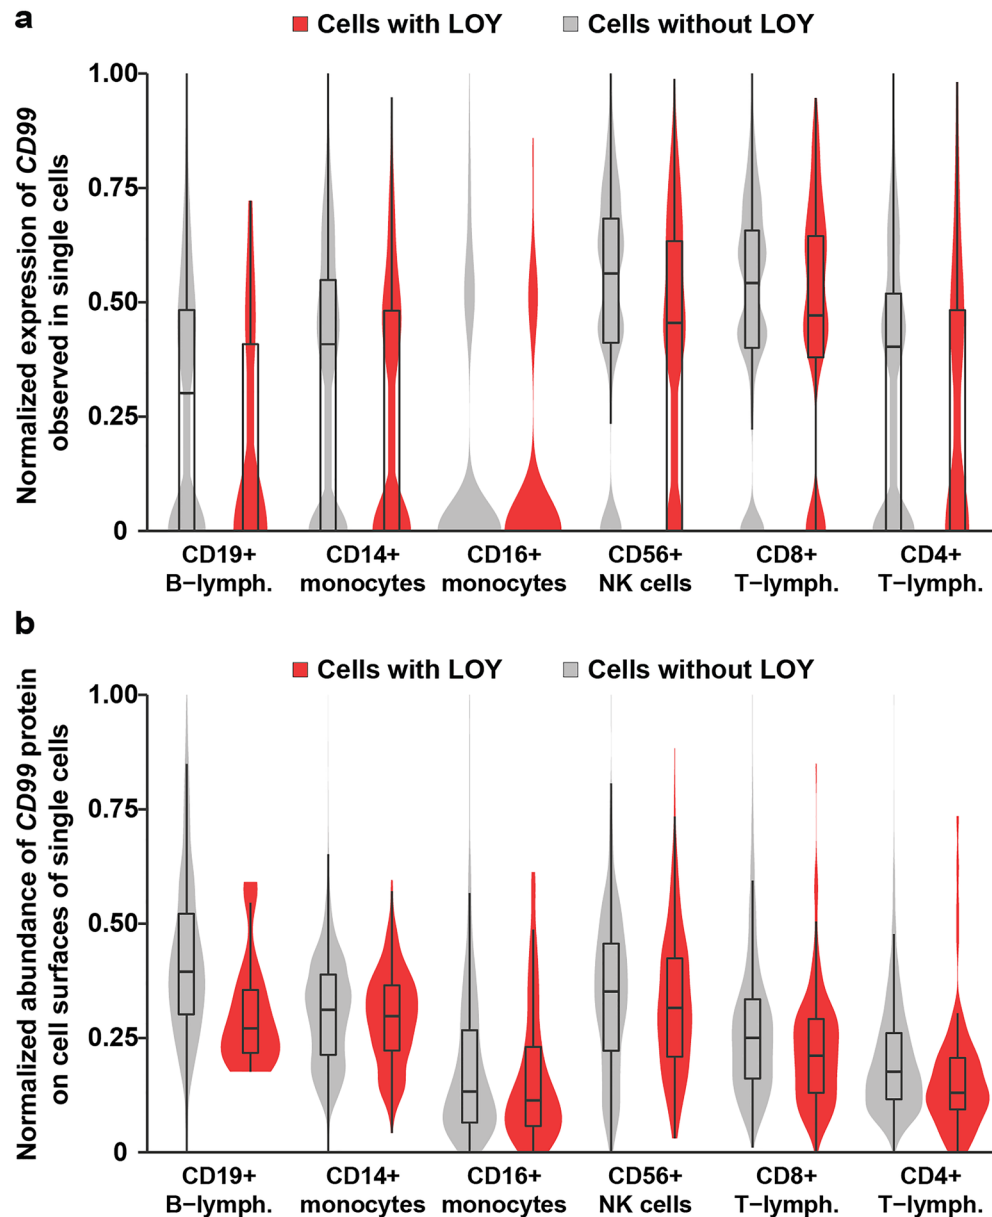 a
Cells with LOY Cells without LOY
Normalized expression of CD99
observed in single cells
1.00
0.75
0.50
0.25
0
CD19+ CD14+ CD16+ CD56+ CD8+ CD4+
B−lymph. monocytes monocytes NK cells T−lymph. T−lymph.
b
Cells with LOY Cells without LOY
Normalized abundance of CD99 protein
on cell surfaces of single cells
1.00
0.75
0.50
0.25
0
CD19+ CD14+ CD16+ CD56+ CD8+ CD4+
B−lymph. monocytes monocytes NK cells T−lymph. T−lymph.